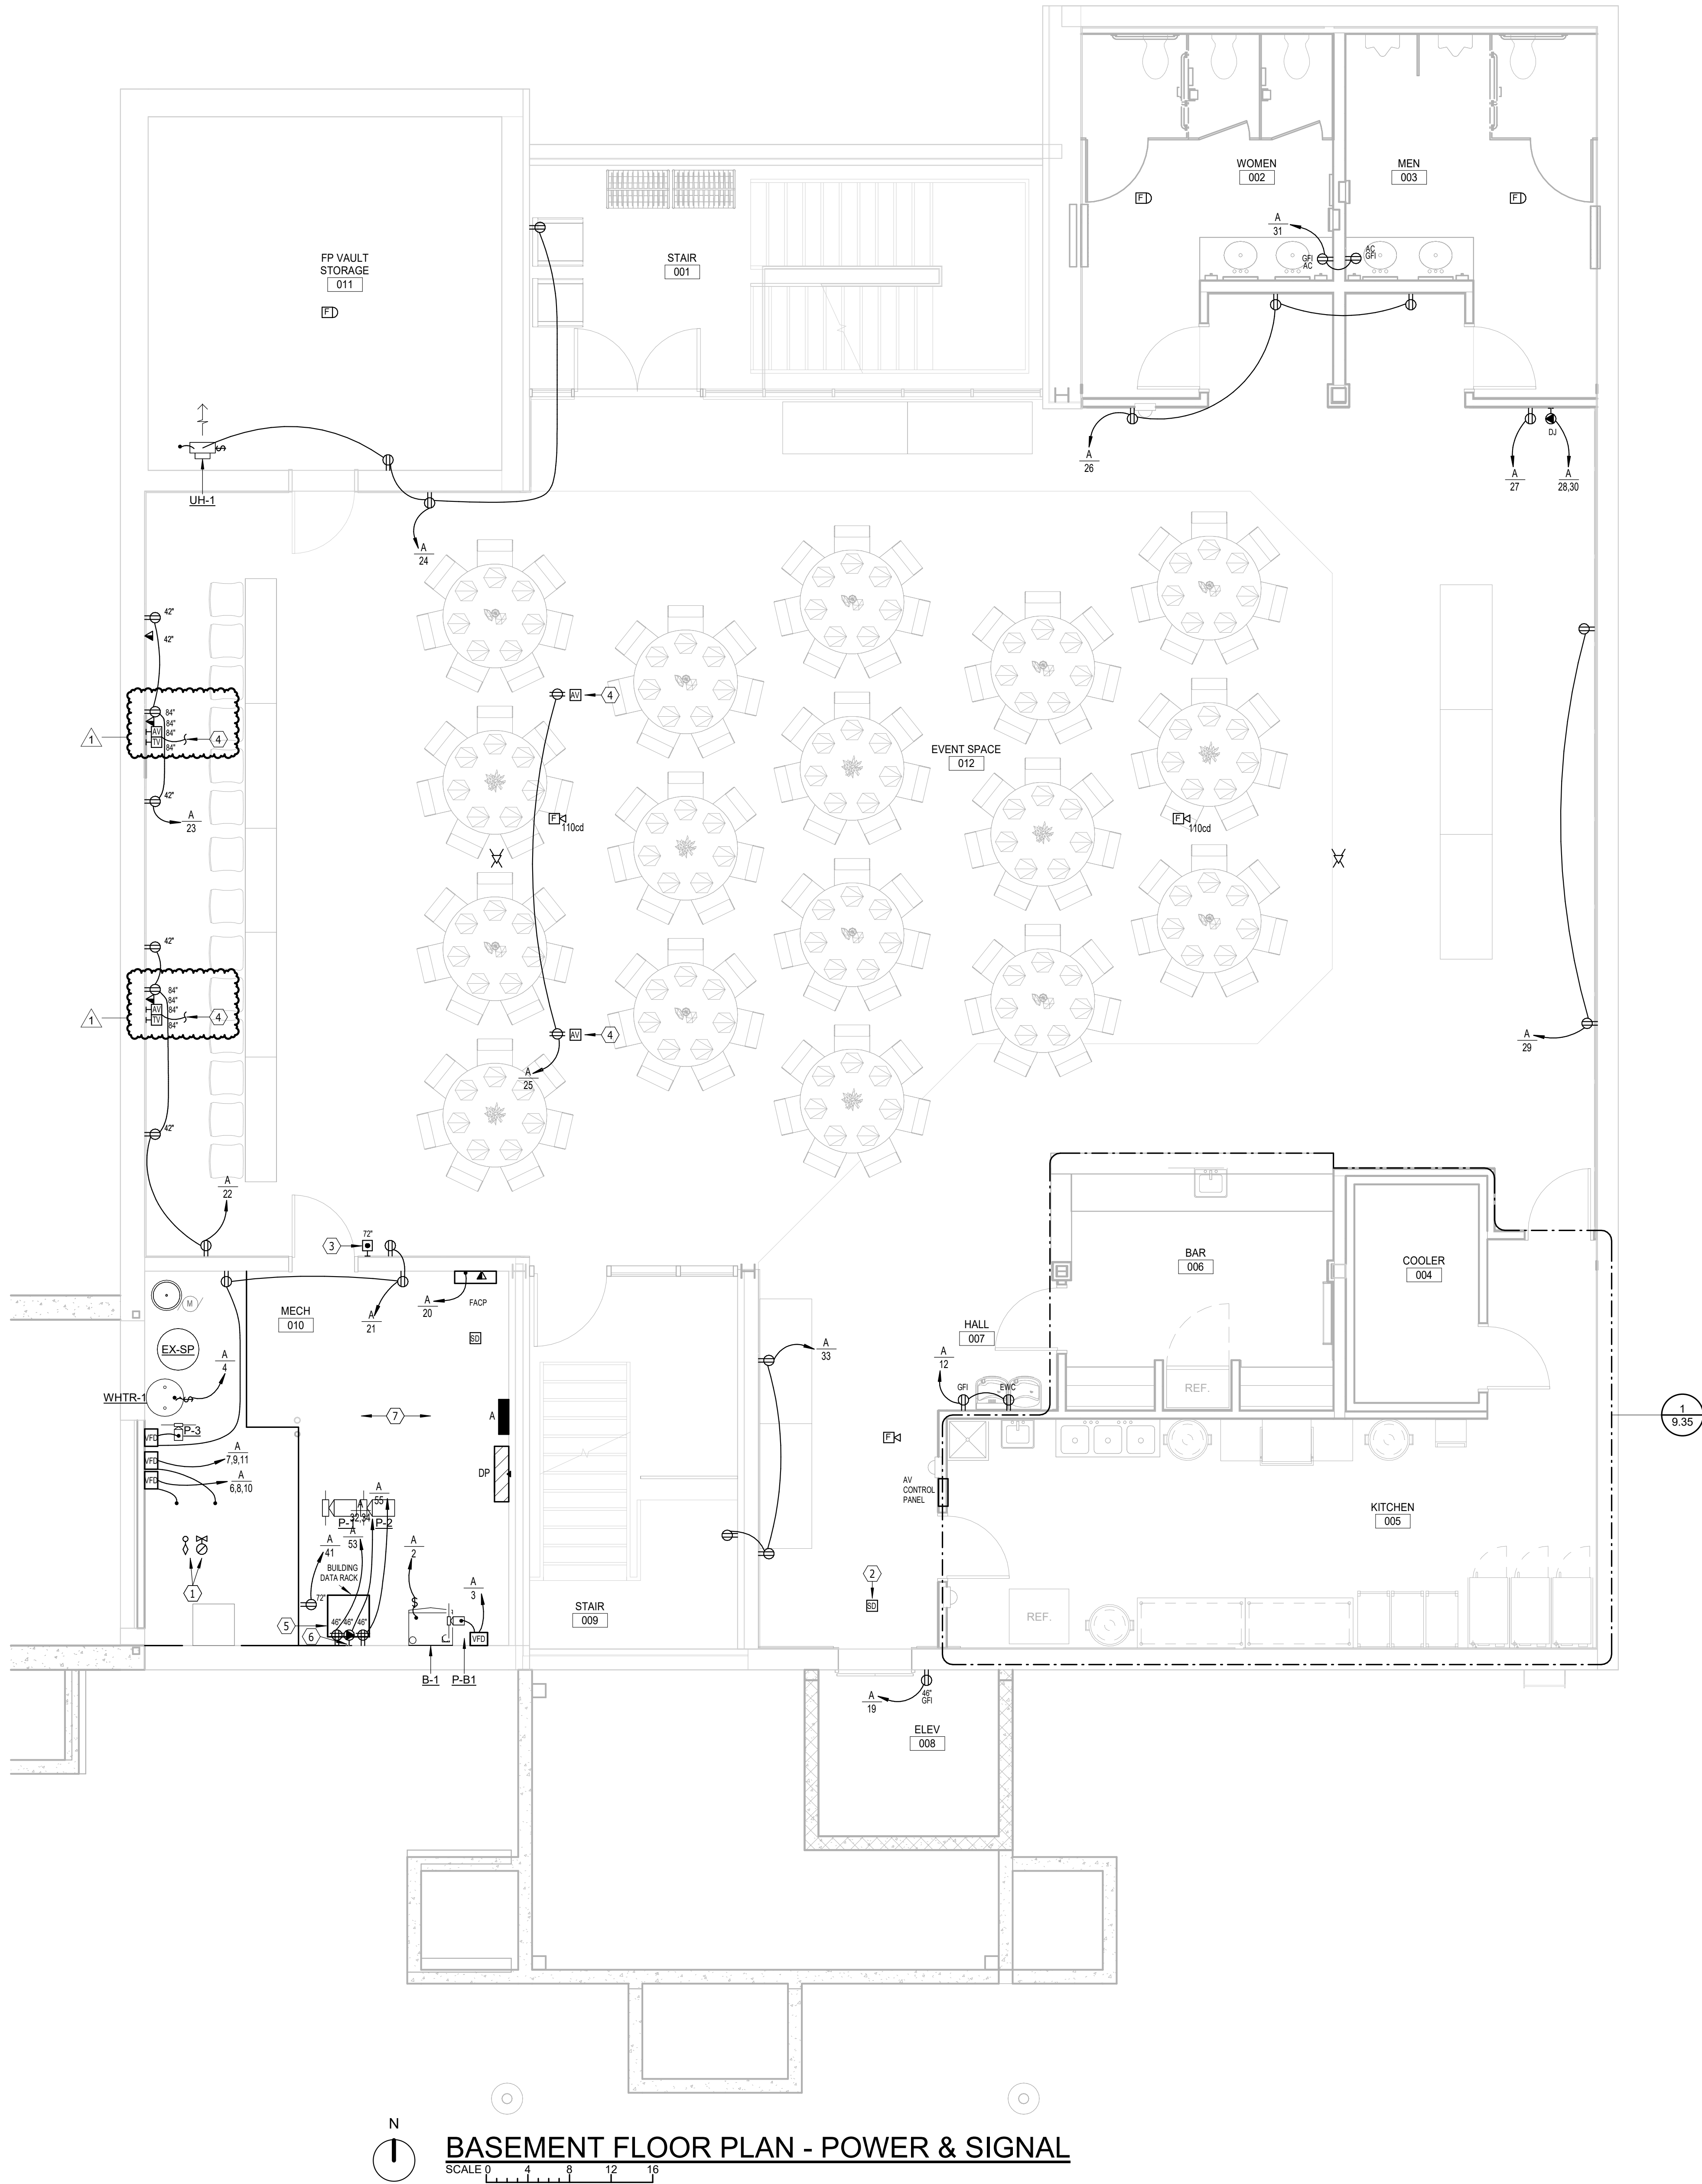 WOMEN
002
MEN
003
F
F
A
31
GFI
AC
AC
GFI
FP VAULT
STORAGE
011
F
STAIR
001
UH-1
A
24
A
26
DJ
A
27
A
28,30
42"
42"
84"
84"
AV
84"
TV
84"
4
1
42"
A
23
AV
4
EVENT SPACE
012
F
110cd
F
110cd
42"
84"
84"
AV
84"
TV
84"
4
1
AV
4
A
25
A
29
42"
A
22
3
72"
BAR
006
COOLER
004
MECH
010
M
A
20
FACP
A
21
SD
HALL
007
EX-SP
A
4
A
33
A
12
GFI
EWC
REF.
WHTR-1
P-3
7
A
1
9.35
VFD
VFD
VFD
A
7,9,11
A
6,8,10
DP
F
AV
CONTROL
PANEL
KITCHEN
005
A
55
A
32,34
P-1
P-2
A
53
A
41
A
2
BUILDING
DATA RACK
1
2
SD
A
3
72"
5
46"
46"
46"
6
VFD
STAIR
009
REF.
B-1
P-B1
A
19
46"
GFI
ELEV
008
N
BASEMENT FLOOR PLAN - POWER & SIGNAL
SCALE 0 4 8 12 16